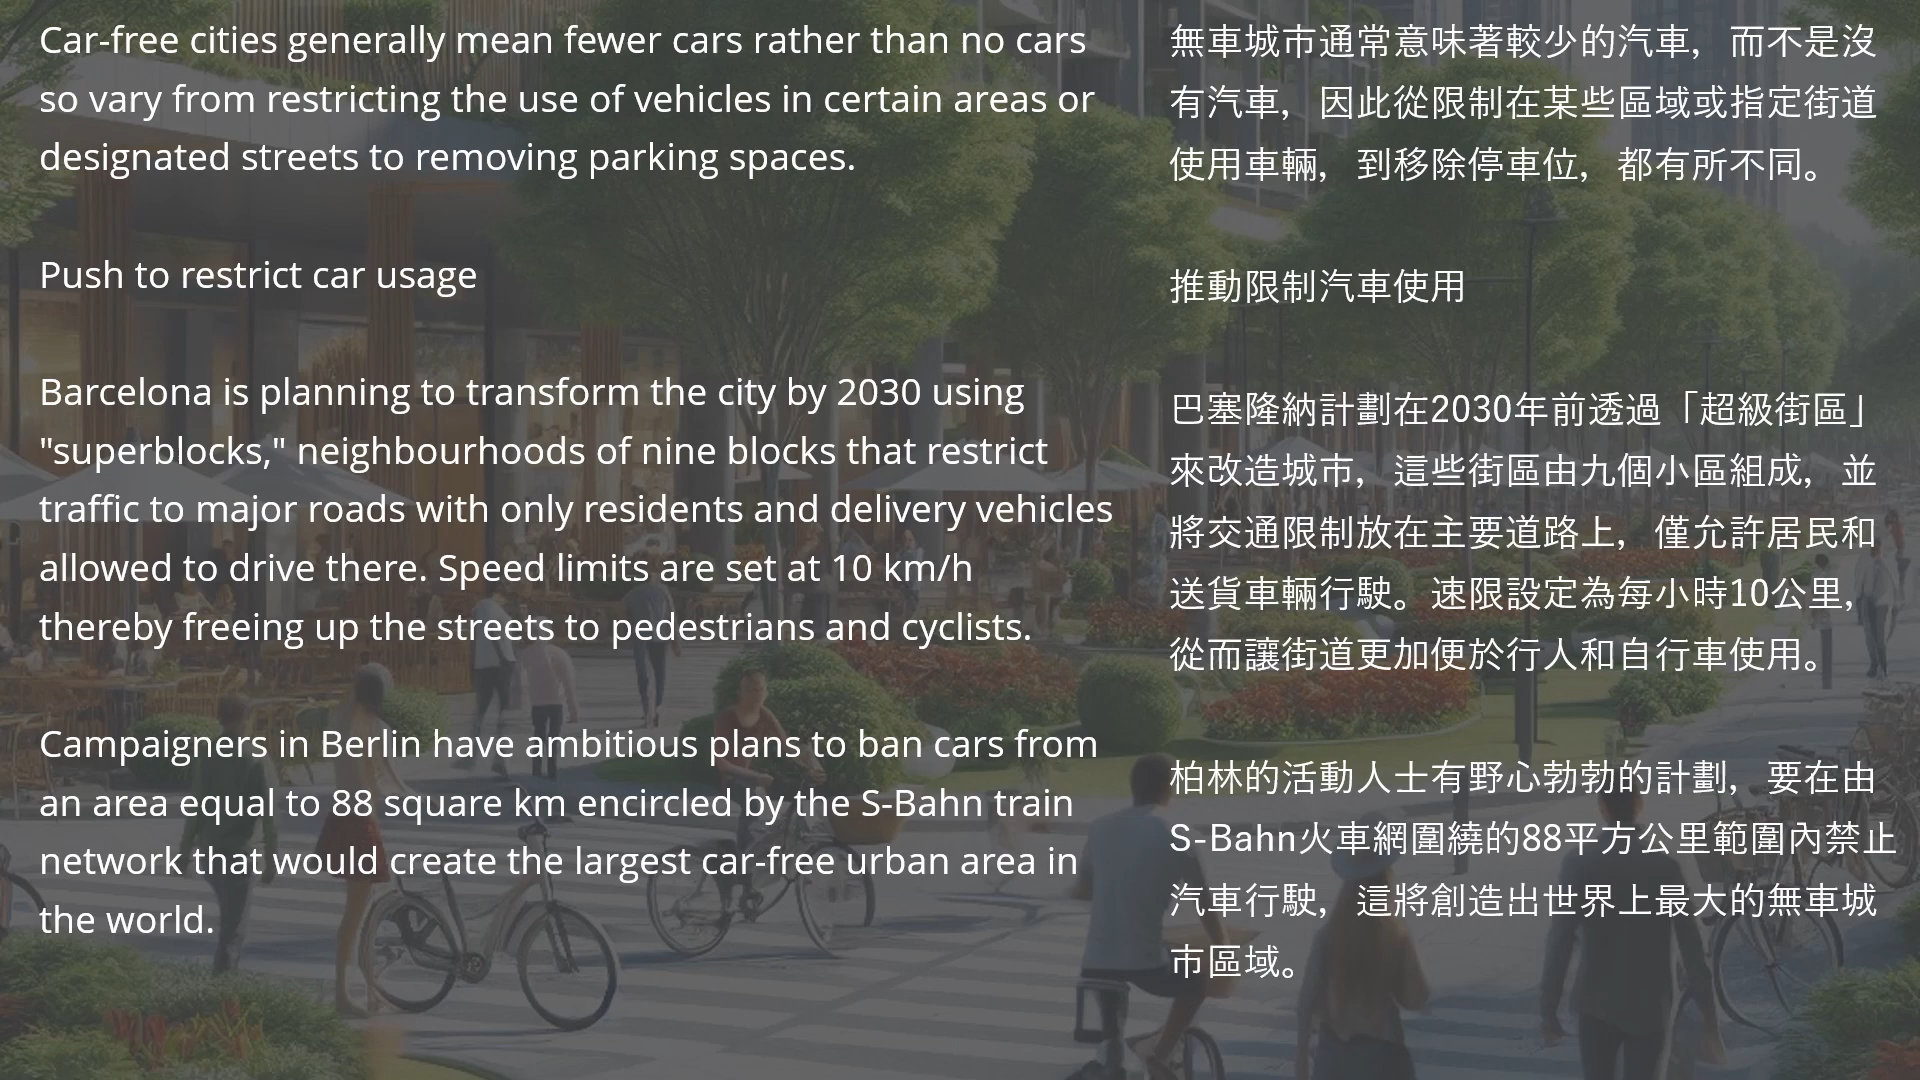 Car-free cities generally mean fewer cars rather than no cars
so vary from restricting the use of vehicles in certain areas or
designated streets to removing parking spaces.
Push to restrict car usage
Barcelona is planning to transform the city by 2030 using
"superblocks," neighbourhoods of nine blocks that restrict
traffic to major roads with only residents and delivery vehicles
allowed to drive there. Speed limits are set at 10 km/h
thereby freeing up the streets to pedestrians and cyclists.
Campaigners in Berlin have ambitious plans to ban cars from
an area equal to 88 square km encircled by the S-Bahn train
network that would create the largest car-free urban area in
the world.
無車城市通常意味著較少的汽車，而不是沒
有汽車，因此從限制在某些區域或指定街道
使用車輛，到移除停車位，都有所不同。
推動限制汽車使用
巴塞隆納計劃在2030年前透過「超級街區」
來改造城市，這些街區由九個小區組成，並
將交通限制放在主要道路上，僅允許居民和
送貨車輛行駛。速限設定為每小時10公里，
從而讓街道更加便於行人和自行車使用。
柏林的活動人士有野心勃勃的計劃，要在由
S-Bahn火車網圍繞的88平方公里範圍內禁止
汽車行駛，這將創造出世界上最大的無車城
市區域。